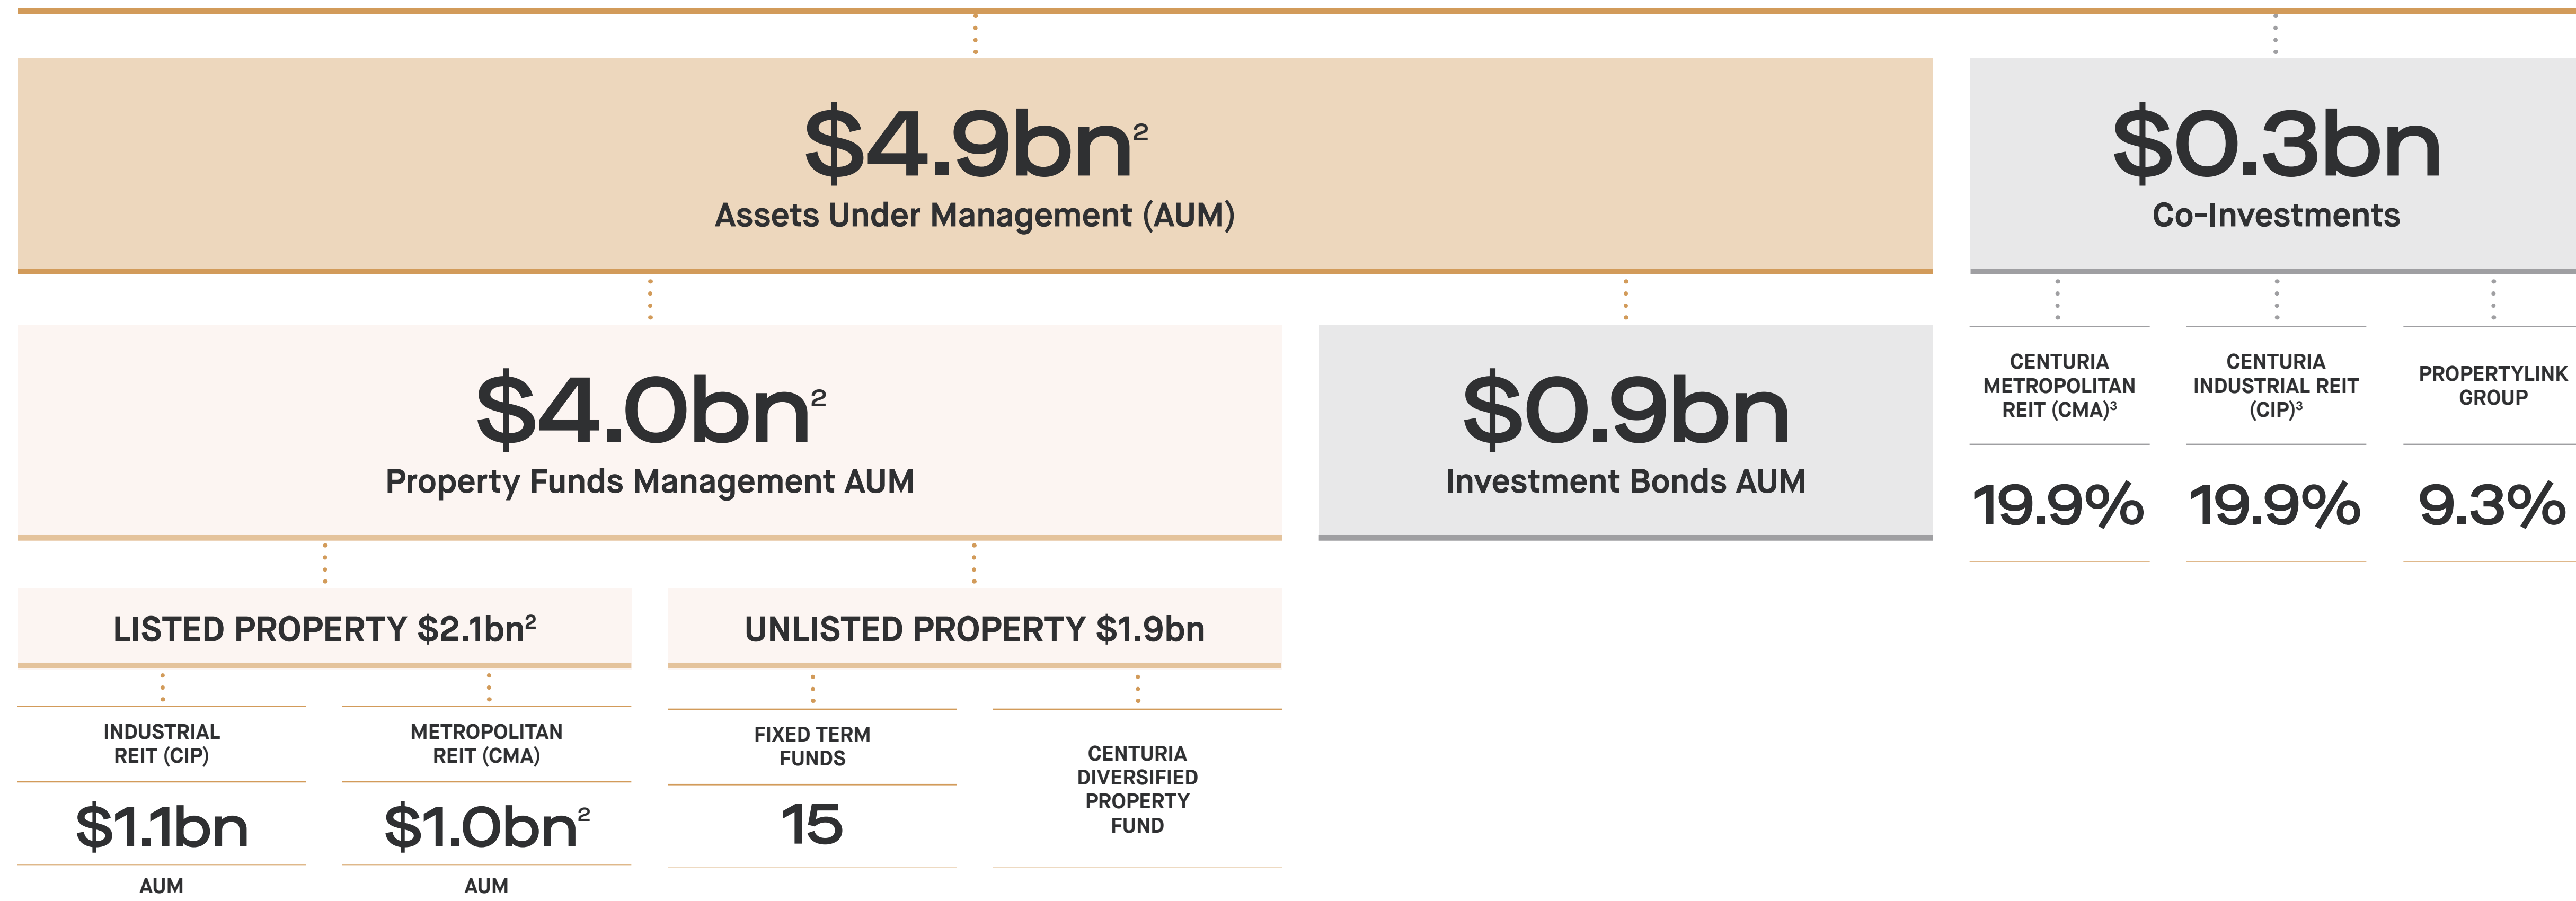 $4.9bn²
Assets Under Management (AUM)
$0.3bn
Co-Investments
$4.0bn²
Property Funds Management AUM
$0.9bn
Investment Bonds AUM
CENTURIA
METROPOLITAN
REIT (CMA)³
19.9%
CENTURIA
INDUSTRIAL REIT
(CIP)³
19.9%
PROPERTYLINK
GROUP
9.3%
LISTED PROPERTY $2.1bn²
UNLISTED PROPERTY $1.9bn
INDUSTRIAL
REIT (CIP)
$1.1bn
AUM
METROPOLITAN
REIT (CMA)
$1.0bn²
AUM
FIXED TERM
FUNDS
15
CENTURIA
DIVERSIFIED
PROPERTY
FUND